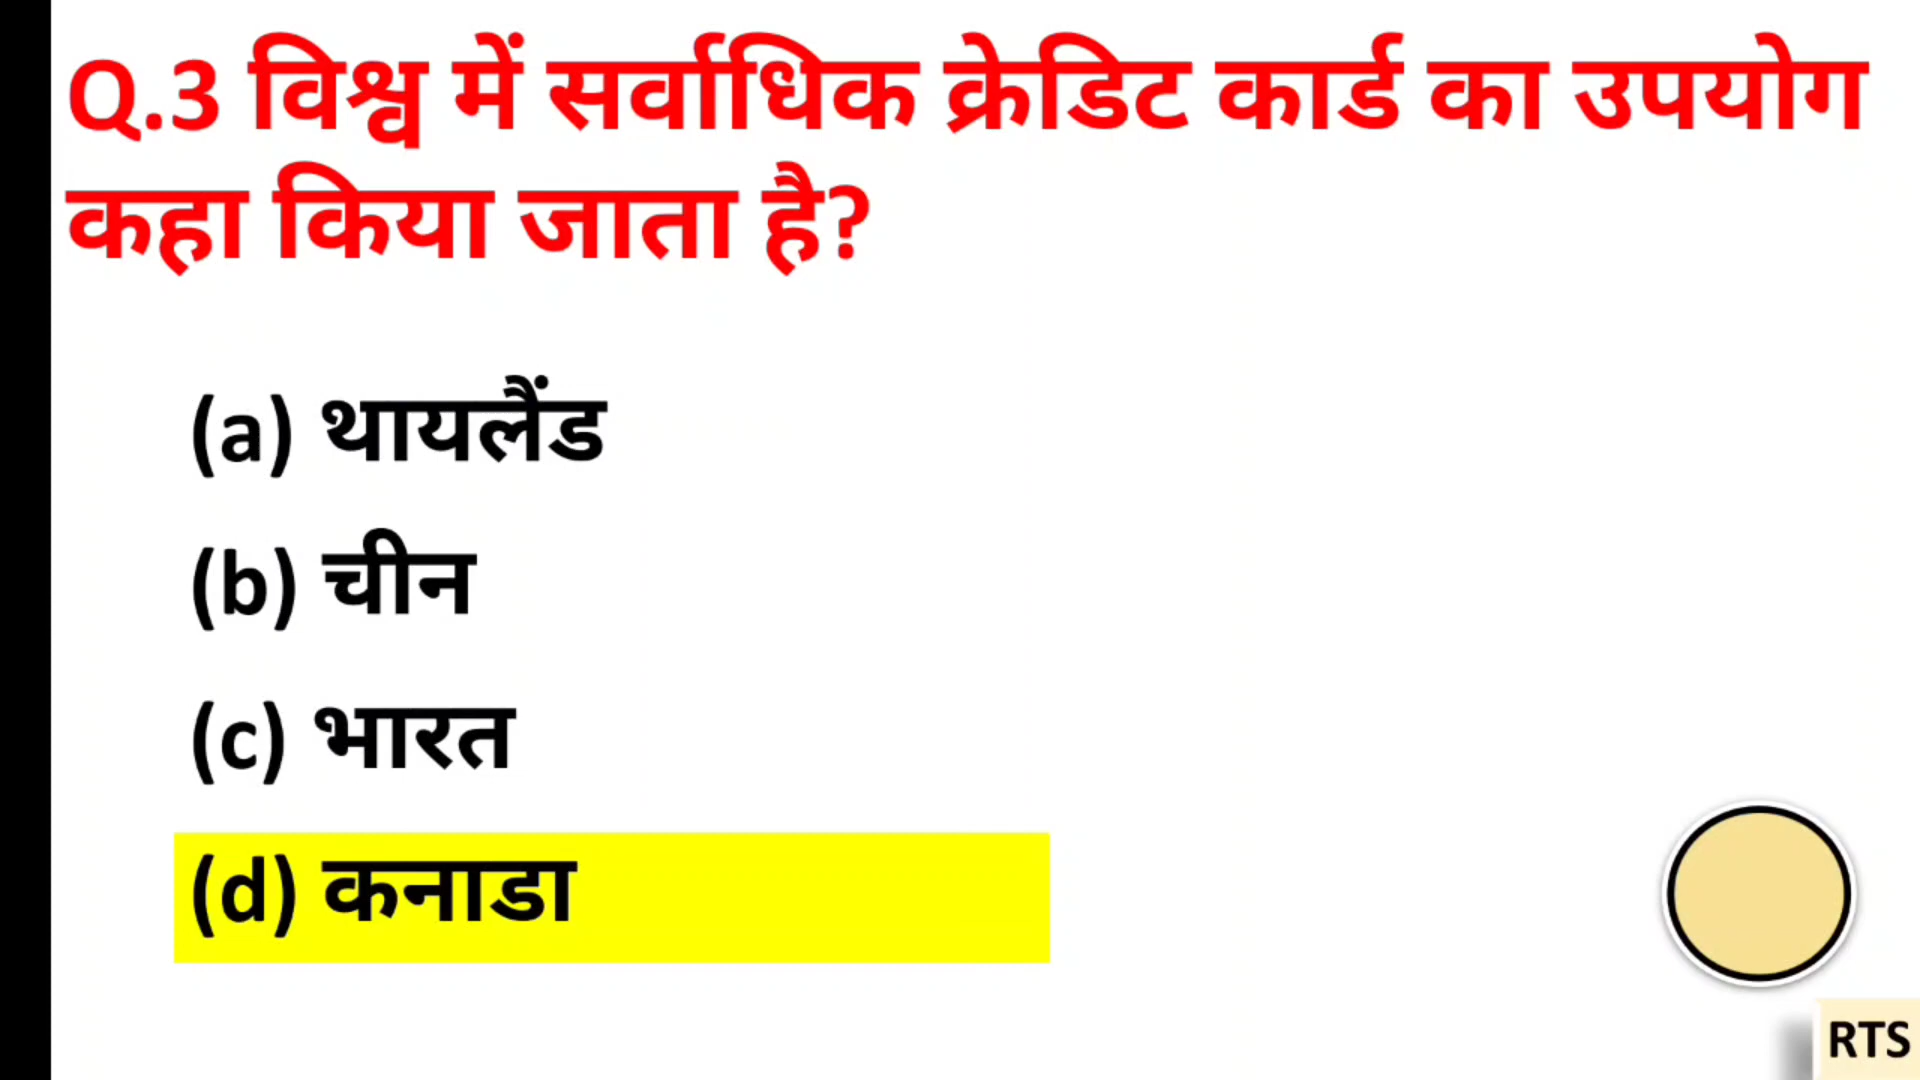 Q.3 विश्व में सर्वाधिक क्रेडिट कार्ड का उपयोग
कहा किया जाता है?
(a) थायलैंड
(b) चीन
(c) भारत
(d) कनाडा
RTS